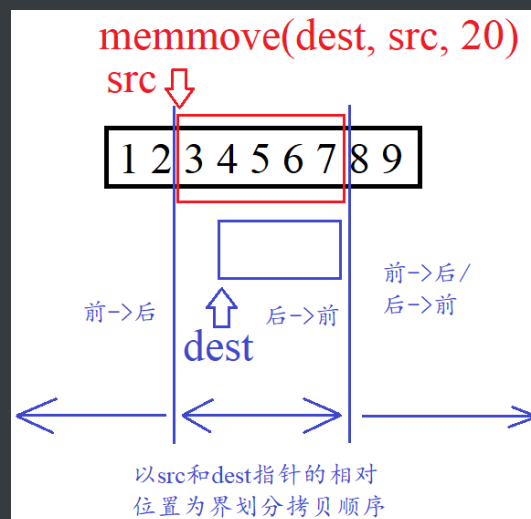 memmove(dest, src, 20)
src
1 2 3 4 5 6 7 8 9
前->后
后->前
前->后/
后->前
dest
以src和dest指针的相对
位置为界划分拷贝顺序